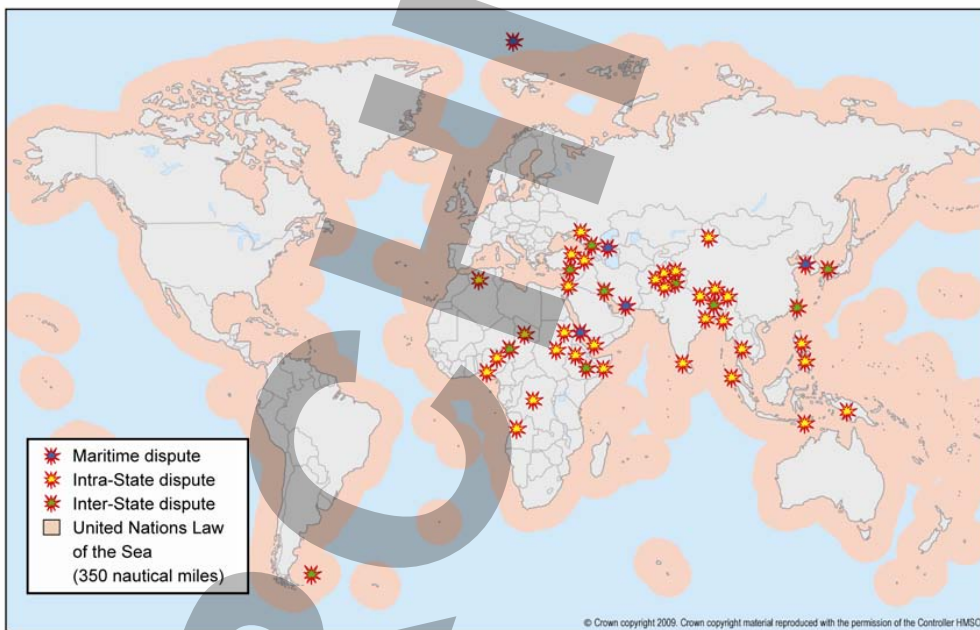 Maritime dispute
Intra-State dispute
Inter-State dispute
United Nations Law
of the Sea
(350 nautical miles)
© Crown copyright 2009. Crown copyright material reproduced with the permission of the Controller HMSO